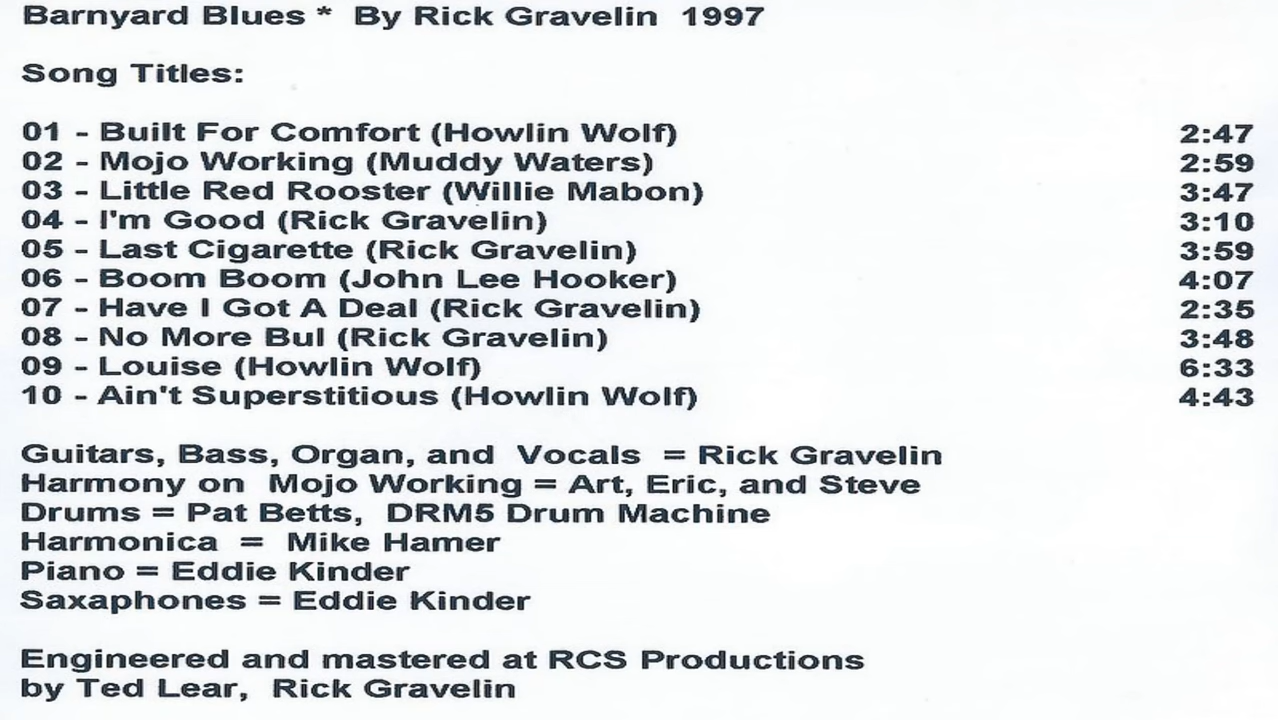 Barnyard Blues * By Rick Gravelin 1997
Song Titles:
01 - Built For Comfort (Howlin Wolf) 2:47
02 - Mojo Working (Muddy Waters) 2:59
03 - Little Red Rooster (Willie Mabon) 3:47
04 - I'm Good (Rick Gravelin) 3:10
05 - Last Cigarette (Rick Gravelin) 3:59
06 - Boom Boom (John Lee Hooker) 4:07
07 - Have I Got A Deal (Rick Gravelin) 2:35
08 - No More Bul (Rick Gravelin) 3:48
09 - Louise (Howlin Wolf) 6:33
10 - Ain't Superstitious (Howlin Wolf) 4:43
Guitars, Bass, Organ, and Vocals = Rick Gravelin
Harmony on Mojo Working = Art, Eric, and Steve
Drums = Pat Betts, DRM5 Drum Machine
Harmonica = Mike Hamer
Piano = Eddie Kinder
Saxaphones = Eddie Kinder
Engineered and mastered at RCS Productions
by Ted Lear, Rick Gravelin